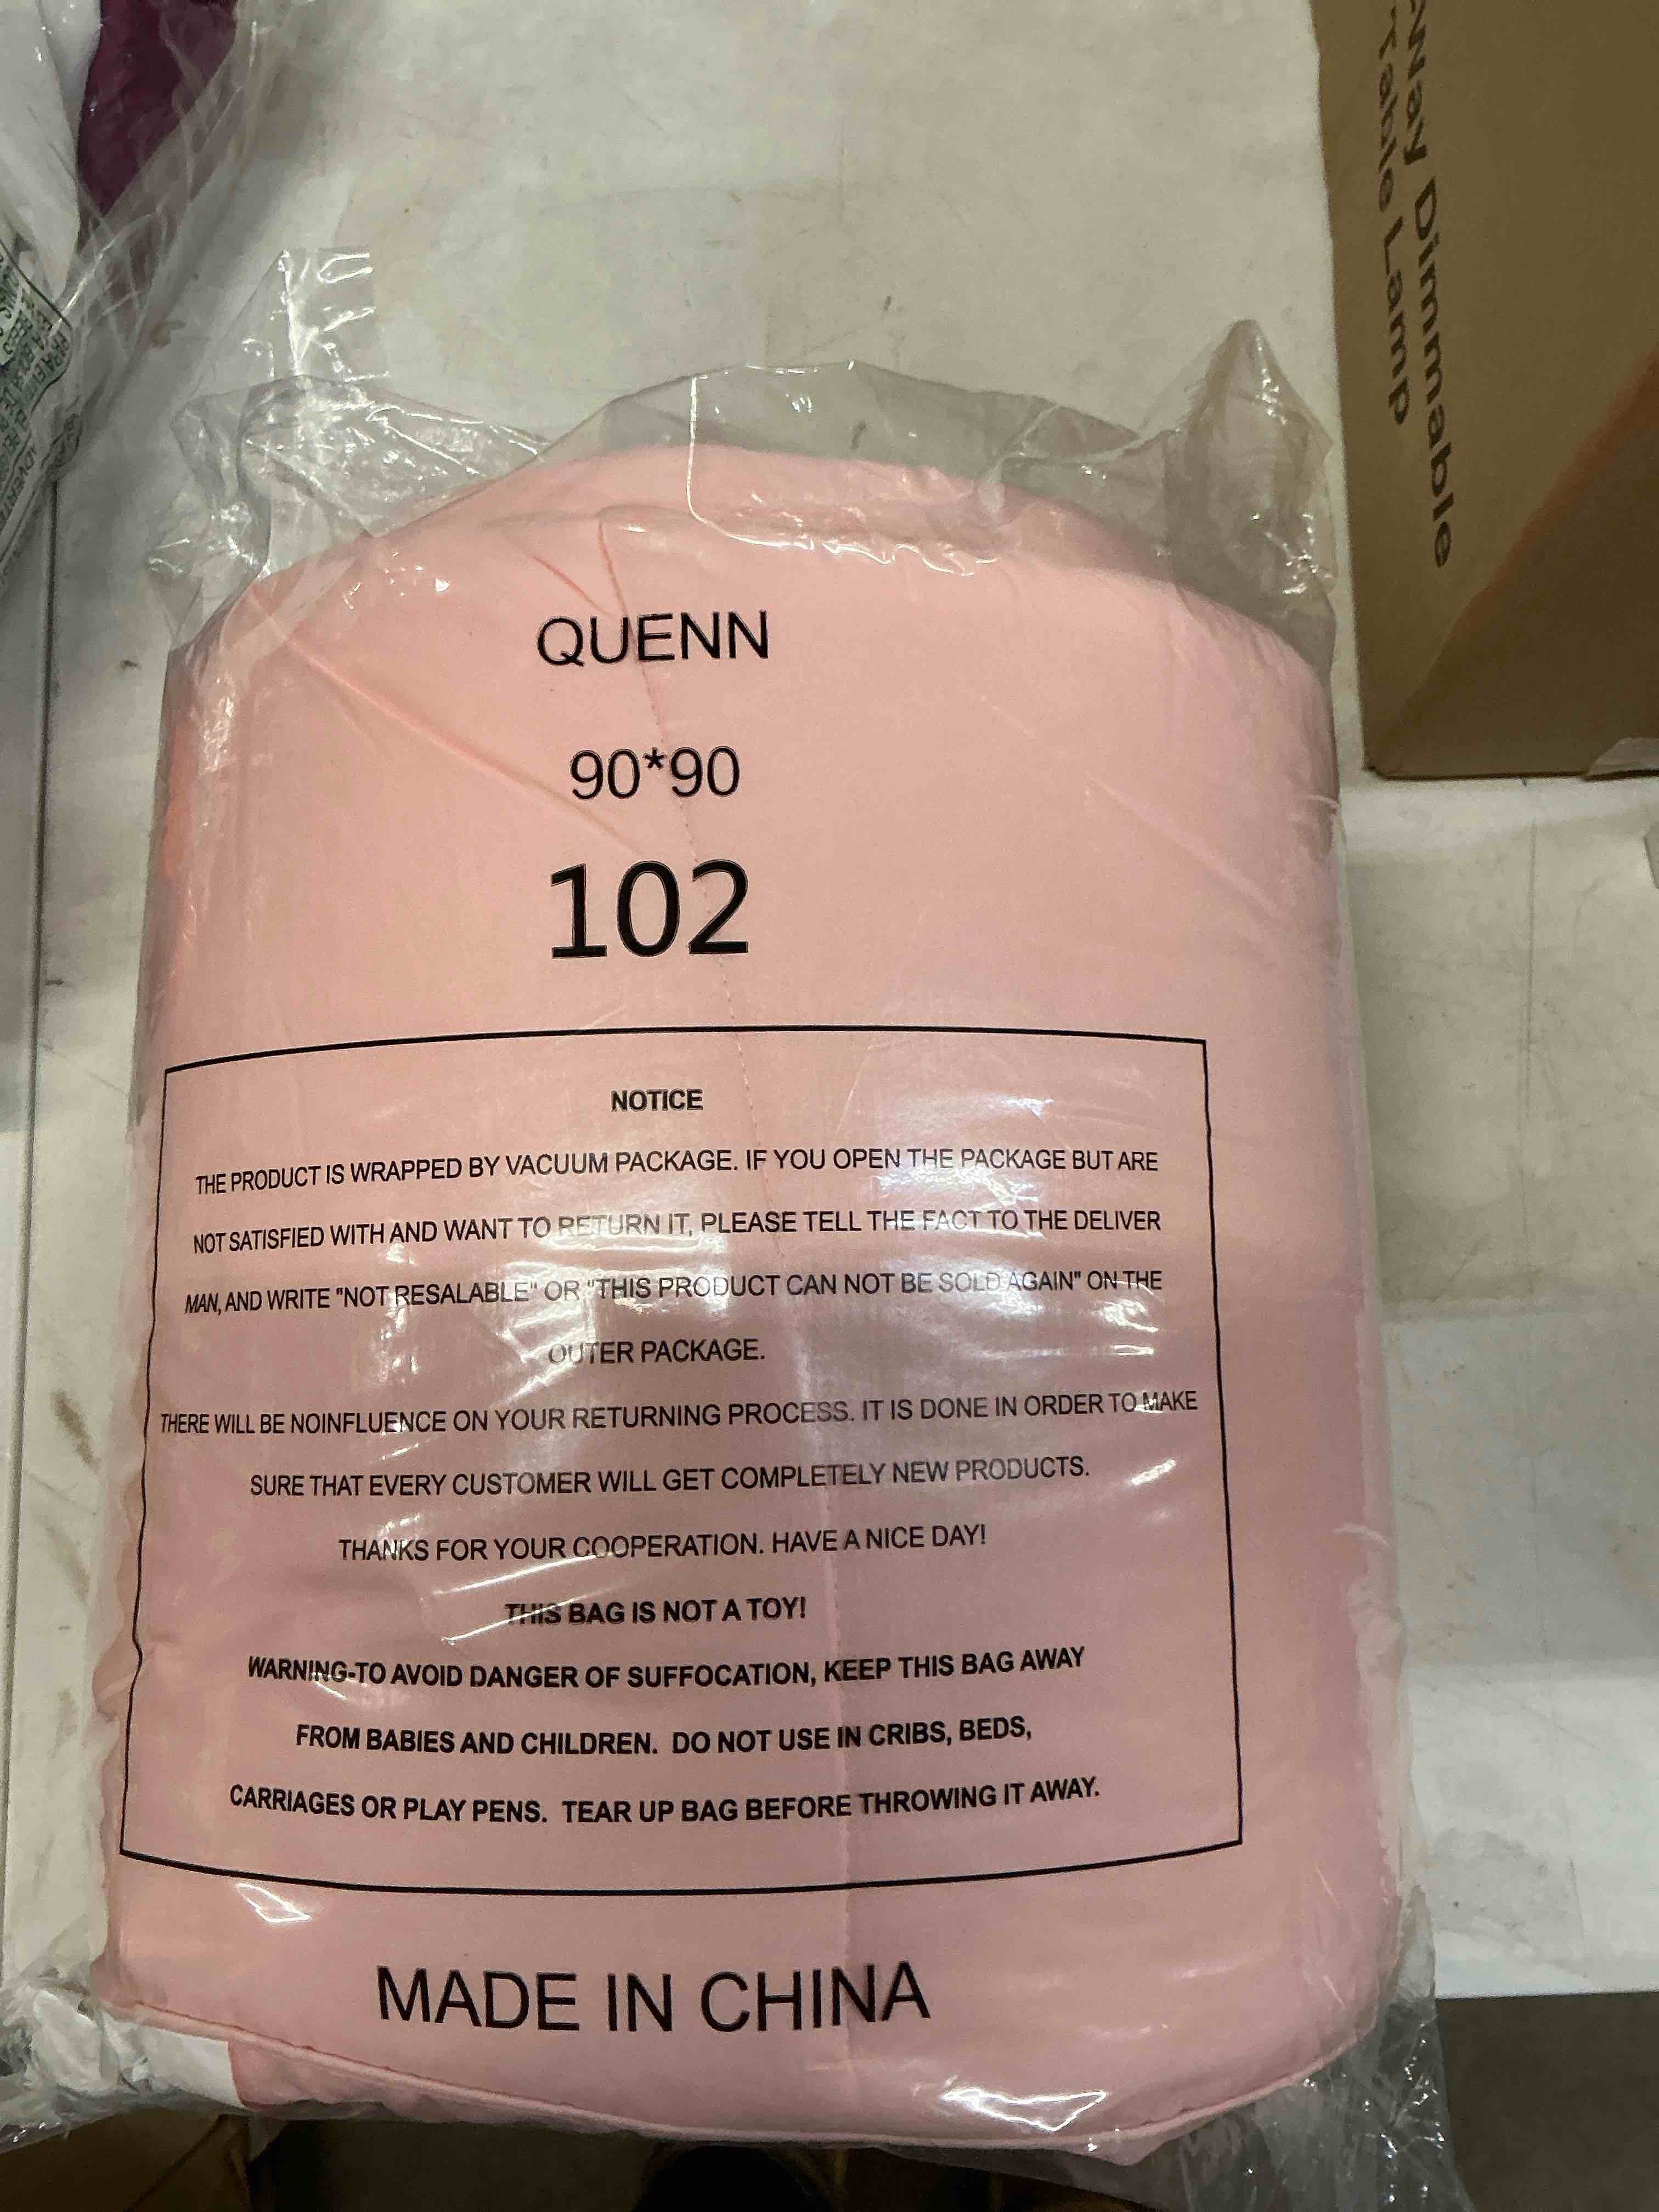 QUENN
90*90
102
NOTICE
THE PRODUCT IS WRAPPED BY VACUUM PACKAGE. IF YOU OPEN THE PACKAGE BUT ARE
NOT SATISFIED WITH AND WANT TO RETURN IT, PLEASE TELL THE FACT TO THE DELIVER
MAN, AND WRITE "NOT RESALABLE" OR "THIS PRODUCT CAN NOT BE SOLD AGAIN" ON THE
OUTER PACKAGE.
THERE WILL BE NOINFLUENCE ON YOUR RETURNING PROCESS. IT IS DONE IN ORDER TO MAKE
SURE THAT EVERY CUSTOMER WILL GET COMPLETELY NEW PRODUCTS.
THANKS FOR YOUR COOPERATION. HAVE A NICE DAY!
THIS BAG IS NOT A TOY!
WARNING-TO AVOID DANGER OF SUFFOCATION, KEEP THIS BAG AWAY
FROM BABIES AND CHILDREN. DO NOT USE IN CRIBS, BEDS,
CARRIAGES OR PLAY PENS. TEAR UP BAG BEFORE THROWING IT AWAY.
MADE IN CHINA
Way Dimmable
Table Lamp